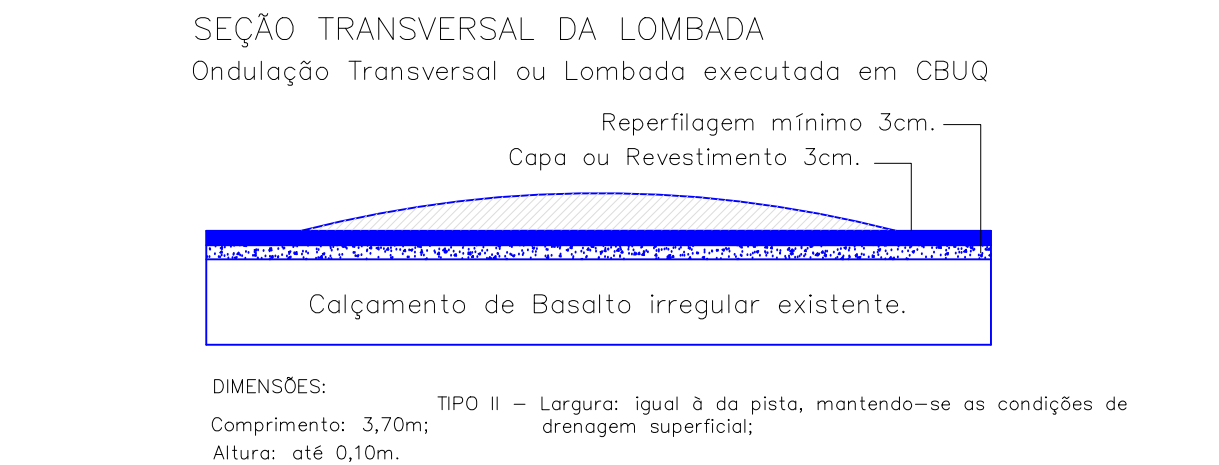 SEÇÃO TRANSVERSAL DA LOMBADA
Ondulação Transversal ou Lombada executada em CBUQ
Reperfilagem mínimo 3cm.
Capa ou Revestimento 3cm.
Calçamento de Basalto irregular existente.
DIMENSÕES:
TIPO II – Largura: igual à da pista, mantendo-se as condições de
drenagem superficial;
Comprimento: 3,70m;
Altura: até 0,10m.